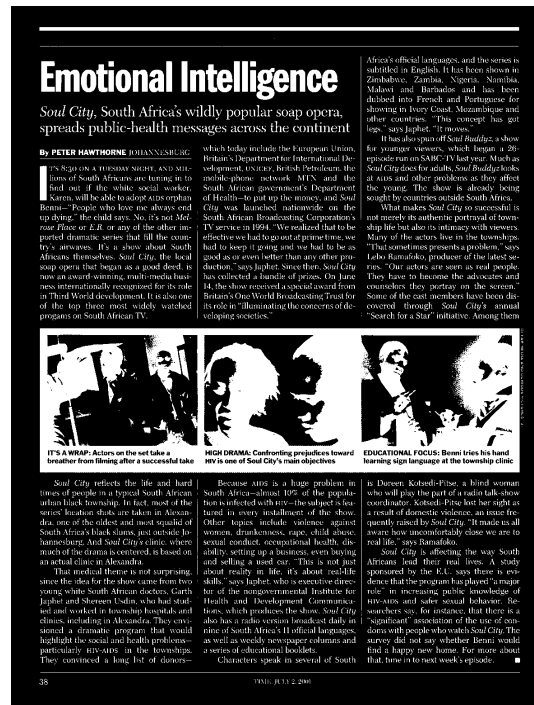 Emotional Intelligence
Soul City, South Africa's wildly popular soap opera,
spreads public-health messages across the continent
By PETER HAWTHORNE JOHANNESBURG
IT'S 8:30 ON A TUESDAY NIGHT, AND MIL-
lions of South Africans are tuning in to
find out if the white social worker,
Karen, will be able to adopt AIDS orphan
Benni—"People who love me always end
up dying," the child says. No, it's not Mel-
rose Place or E.R. or any of the other im-
ported dramatic series that fill the coun-
try's airwaves. It's a show about South
Africans themselves. Soul City, the local
soap opera that began as a good deed, is
now an award-winning, multi-media busi-
ness internationally recognized for its role
in Third World development. It is also one
of the top three most widely watched
progams on South African TV.
which today include the European Union,
Britain's Department for International De-
velopment, UNICEF, British Petroleum, the
mobile-phone network MTN and the
South African government's Department
of Health—to put up the money, and Soul
City was launched nationwide on the
South African Broadcasting Corporation's
TV service in 1994. "We realized that to be
effective we had to go out at prime time, we
had to keep it going and we had to be as
good as or even better than any other pro-
duction," says Japhet. Since then, Soul City
has collected a bundle of prizes. On June
14, the show received a special award from
Britain's One World Broadcasting Trust for
its role in "illuminating the concerns of de-
veloping societies."
Africa's official languages, and the series is
subtitled in English. It has been shown in
Zimbabwe, Zambia, Nigeria, Namibia,
Malawi and Barbados and has been
dubbed into French and Portuguese for
showing in Ivory Coast, Mozambique and
other countries. "This concept has got
legs," says Japhet. "It moves."
It has also spun off Soul Buddyz, a show
for younger viewers, which began a 26-
episode run on SABC-TV last year. Much as
Soul City does for adults, Soul Buddyz looks
at AIDS and other problems as they affect
the young. The show is already being
sought by countries outside South Africa.
What makes Soul City so successful is
not merely its authentic portrayal of town-
ship life but also its intimacy with viewers.
Many of the actors live in the townships.
"That sometimes presents a problem," says
Lebo Ramafoko, producer of the latest se-
ries. "Our actors are seen as real people.
They have to become the advocates and
counselors they portray on the screen."
Some of the cast members have been dis-
covered through Soul City's annual
"Search for a Star" initiative. Among them
IT'S A WRAP: Actors on the set take a
breather from filming after a successful take
HIGH DRAMA: Confronting prejudices toward
HIV is one of Soul City's main objectives
EDUCATIONAL FOCUS: Benni tries his hand
learning sign language at the township clinic
Soul City reflects the life and hard
times of people in a typical South African
urban black township. In fact, most of the
series' location shots are taken in Alexan-
dra, one of the oldest and most squalid of
South Africa's black slums, just outside Jo-
hannesburg. And Soul City's clinic, where
much of the drama is centered, is based on
an actual clinic in Alexandra.
That medical theme is not surprising,
since the idea for the show came from two
young white South African doctors, Garth
Japhet and Shereen Usdin, who had stud-
ied and worked in township hospitals and
clinics, including in Alexandra. They envi-
sioned a dramatic program that would
highlight the social and health problems—
particularly HIV-AIDS in the townships.
They convinced a long list of donors—
Because AIDS is a huge problem in
South Africa—almost 10% of the popula-
tion is infected with HIV—the subject is fea-
tured in every installment of the show.
Other topics include violence against
women, drunkenness, rape, child abuse,
sexual conduct, occupational health, dis-
ability, setting up a business, even buying
and selling a used car. "This is not just
about reality in life, it's about real-life
skills," says Japhet, who is executive direc-
tor of the nongovernmental Institute for
Health and Development Communica-
tions, which produces the show. Soul City
also has a radio version broadcast daily in
nine of South Africa's 11 official languages,
as well as weekly newspaper columns and
a series of educational booklets.
Characters speak in several of South
is Doreen Kotsedi-Pitse, a blind woman
who will play the part of a radio talk-show
coordinator. Kotsedi-Pitse lost her sight as
a result of domestic violence, an issue fre-
quently raised by Soul City. "It made us all
aware how uncomfortably close we are to
real life," says Ramafoko.
Soul City is affecting the way South
Africans lead their real lives. A study
sponsored by the E.U. says there is evi-
dence that the program has played "a major
role" in increasing public knowledge of
HIV-AIDS and safer sexual behavior. Re-
searchers say, for instance, that there is a
"significant" association of the use of con-
doms with people who watch Soul City. The
survey did not say whether Benni would
find a happy new home. For more about
that, tune in to next week's episode.
38
TIME, JULY 2, 2001